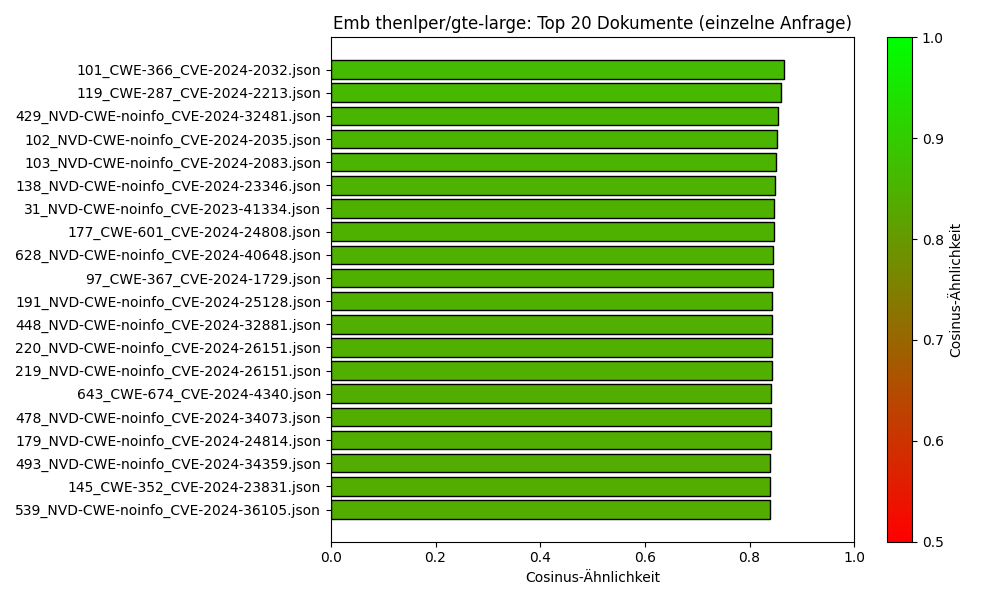 Emb thenlper/gte-large: Top 20 Dokumente (einzelne Anfrage)
101_CWE-366_CVE-2024-2032.json
119_CWE-287_CVE-2024-2213.json
429_NVD-CWE-noinfo_CVE-2024-32481.json
102_NVD-CWE-noinfo_CVE-2024-2035.json
103_NVD-CWE-noinfo_CVE-2024-2083.json
138_NVD-CWE-noinfo_CVE-2024-23346.json
31_NVD-CWE-noinfo_CVE-2023-41334.json
177_CWE-601_CVE-2024-24808.json
628_NVD-CWE-noinfo_CVE-2024-40648.json
97_CWE-367_CVE-2024-1729.json
191_NVD-CWE-noinfo_CVE-2024-25128.json
448_NVD-CWE-noinfo_CVE-2024-32881.json
220_NVD-CWE-noinfo_CVE-2024-26151.json
219_NVD-CWE-noinfo_CVE-2024-26151.json
643_CWE-674_CVE-2024-4340.json
478_NVD-CWE-noinfo_CVE-2024-34073.json
179_NVD-CWE-noinfo_CVE-2024-24814.json
493_NVD-CWE-noinfo_CVE-2024-34359.json
145_CWE-352_CVE-2024-23831.json
539_NVD-CWE-noinfo_CVE-2024-36105.json
0.0 0.2 0.4 0.6 0.8 1.0
Cosinus-Ähnlichkeit
1.0
0.9
0.8
0.7
0.6
0.5
Cosinus-Ähnlichkeit